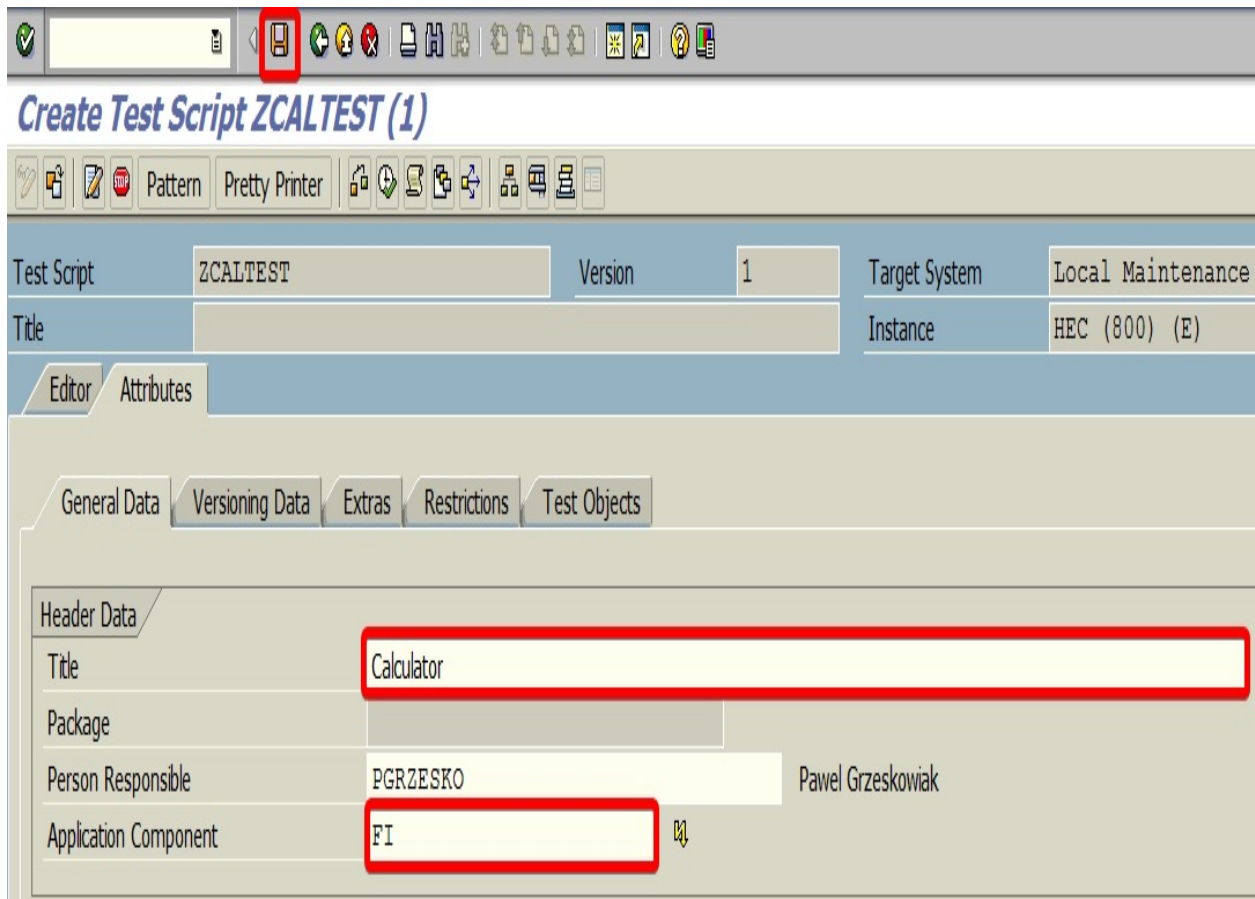 Create Test Script ZCALTEST (1)
STOP Pattern Pretty Printer
Test Script ZCALTEST Version 1 Target System Local Maintenance
Title Instance HEC (800) (E)
Editor Attributes
General Data Versioning Data Extras Restrictions Test Objects
Header Data
Title Calculator
Package
Person Responsible PGRZESKO Pawel Grzeskowiak
Application Component FI